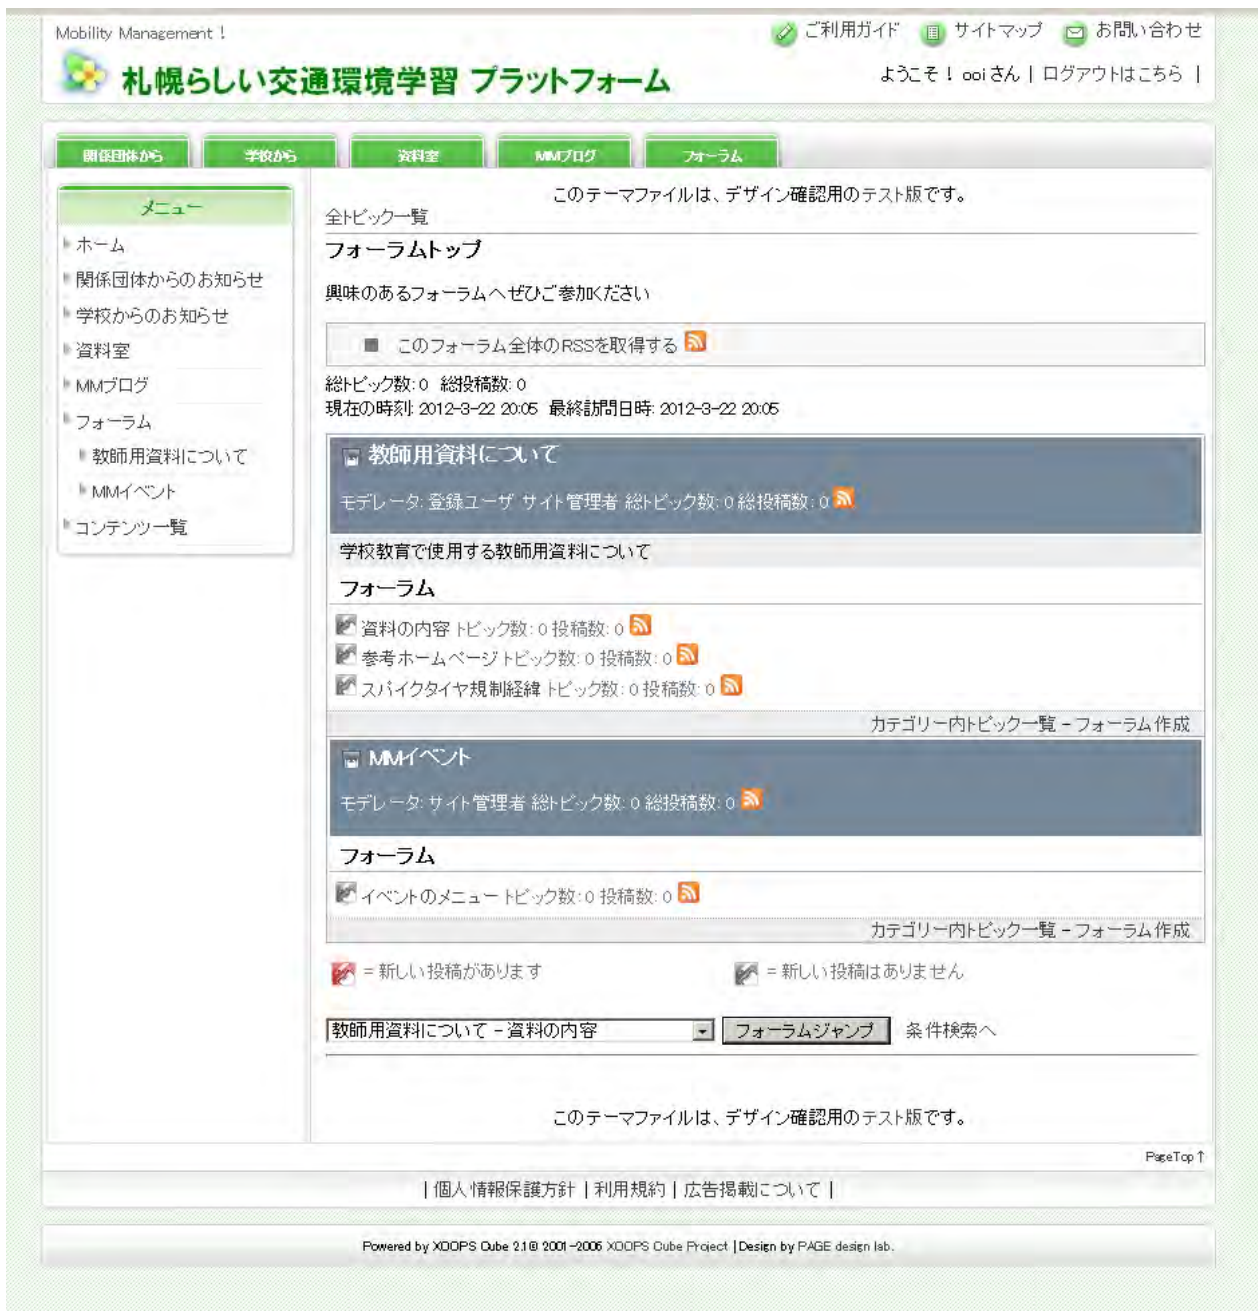 Mobility Management !
ご利用ガイド サイトマップ お問い合わせ
札幌らしい交通環境学習 プラットフォーム
ようこそ！ ooi さん | ログアウトはこちら |
関係団体から 学校から 資料室 MMブログ フォーラム
メニュー
ホーム
関係団体からのお知らせ
学校からのお知らせ
資料室
MMブログ
フォーラム
教師用資料について
MMイベント
コンテンツ一覧
このテーマファイルは、デザイン確認用のテスト版です。
全トピック一覧
フォーラムトップ
興味のあるフォーラムへぜひご参加ください
このフォーラム全体のRSSを取得する
総トピック数: 0 総投稿数: 0
現在の時刻: 2012-3-22 20:05 最終訪問日時: 2012-3-22 20:05
教師用資料について
モデレータ: 登録ユーザ サイト管理者 総トピック数: 0 総投稿数: 0
学校教育で使用する教師用資料について
フォーラム
資料の内容 トピック数: 0 投稿数: 0
参考ホームページ トピック数: 0 投稿数: 0
スパイクタイヤ規制経緯 トピック数: 0 投稿数: 0
カテゴリー内トピック一覧 - フォーラム作成
MMイベント
モデレータ: サイト管理者 総トピック数: 0 総投稿数: 0
フォーラム
イベントのメニュー トピック数: 0 投稿数: 0
カテゴリー内トピック一覧 - フォーラム作成
= 新しい投稿があります = 新しい投稿はありません
教師用資料について - 資料の内容 フォーラムジャンプ 条件検索へ
このテーマファイルは、デザイン確認用のテスト版です。
PageTop↑
| 個人情報保護方針 | 利用規約 | 広告掲載について |
Powered by XOOPS Cube 2.1© 2001-2006 XOOPS Cube Project | Design by PAGE design lab.